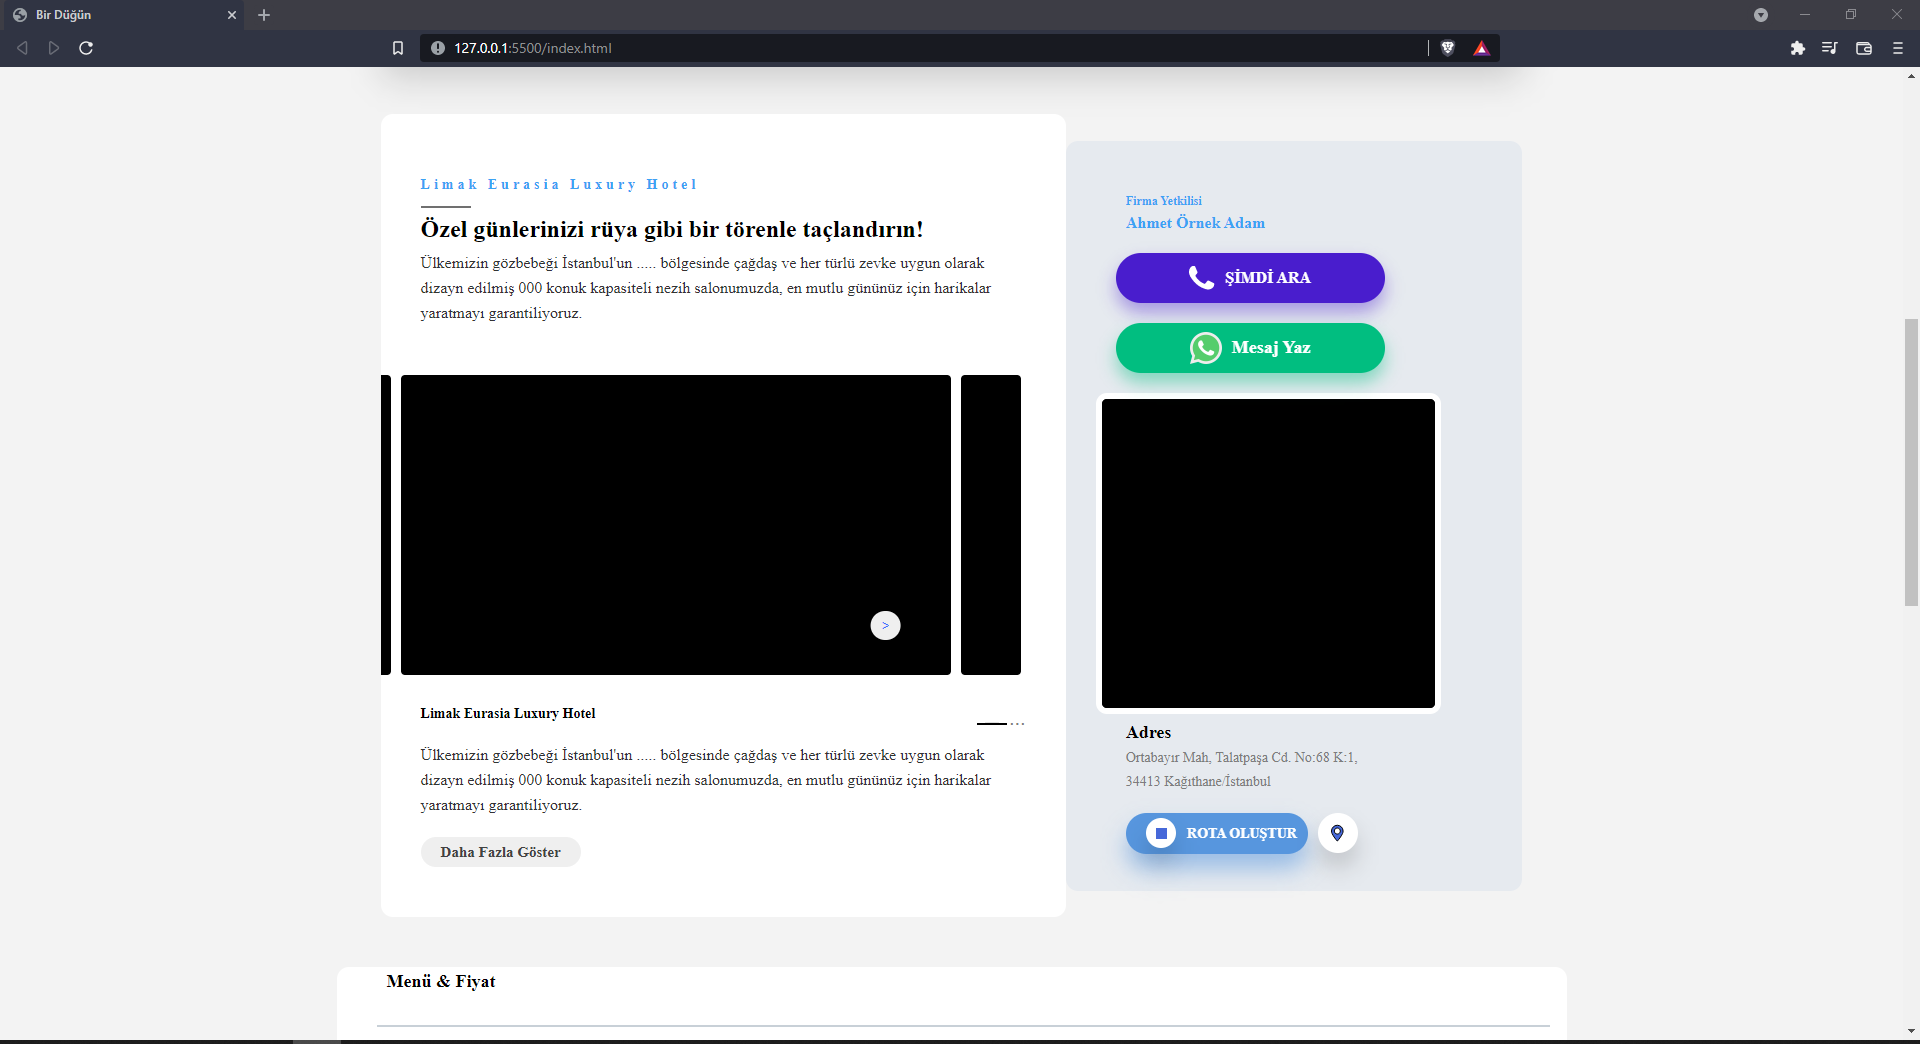 Bir Düğün
127.0.0.1:5500/index.html
Limak Eurasia Luxury Hotel
Özel günlerinizi rüya gibi bir törenle taçlandırın!
Ülkemizin gözbebeği İstanbul'un ..... bölgesinde çağdaş ve her türlü zevke uygun olarak
dizayn edilmiş 000 konuk kapasiteli nezih salonumuzda, en mutlu gününüz için harikalar
yaratmayı garantiliyoruz.
>
Limak Eurasia Luxury Hotel
Ülkemizin gözbebeği İstanbul'un ..... bölgesinde çağdaş ve her türlü zevke uygun olarak
dizayn edilmiş 000 konuk kapasiteli nezih salonumuzda, en mutlu gününüz için harikalar
yaratmayı garantiliyoruz.
Daha Fazla Göster
Firma Yetkilisi
Ahmet Örnek Adam
ŞİMDİ ARA
Mesaj Yaz
Adres
Ortabayır Mah, Talatpaşa Cd. No:68 K:1,
34413 Kağıthane/İstanbul
ROTA OLUŞTUR
Menü & Fiyat